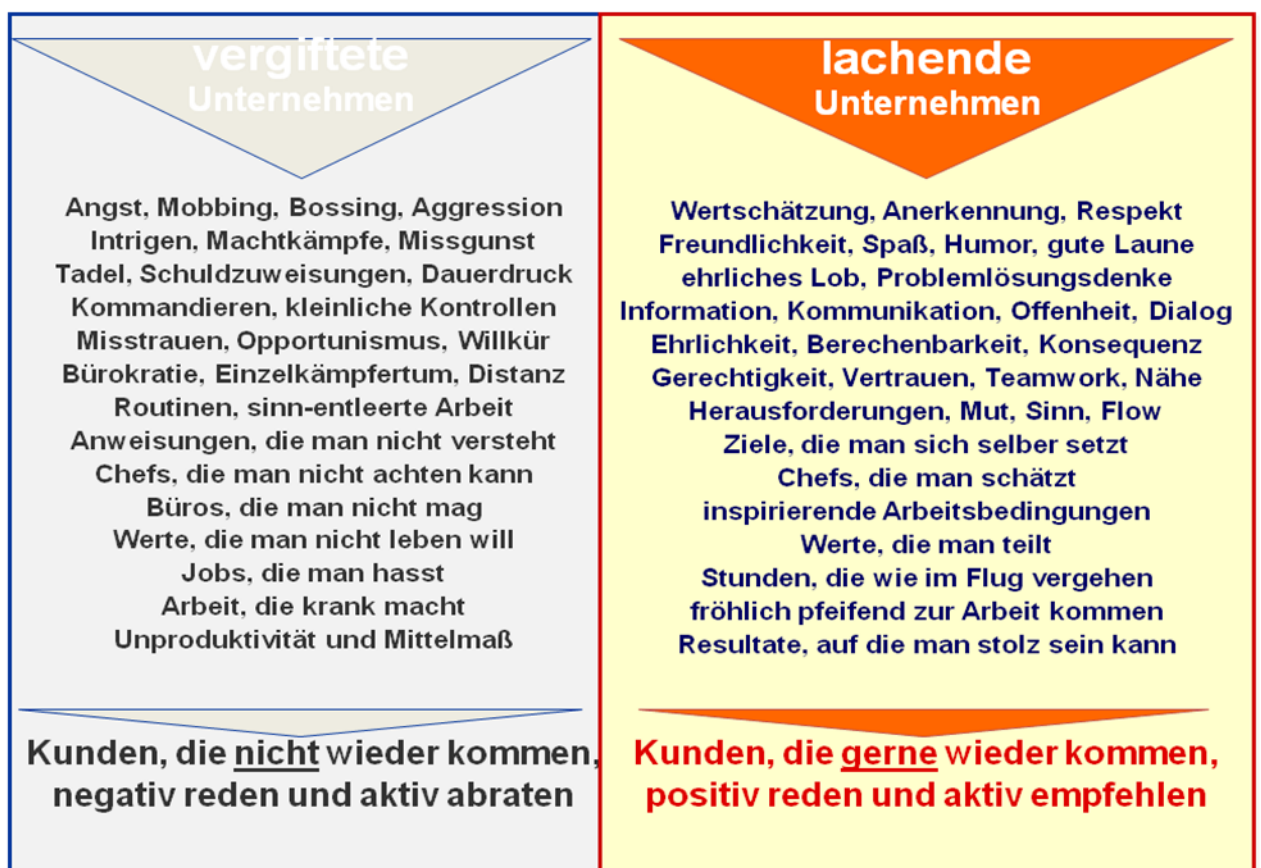 vergiftete
Unternehmen
Angst, Mobbing, Bossing, Aggression
Intrigen, Machtkämpfe, Missgunst
Tadel, Schuldzuweisungen, Dauerdruck
Kommandieren, kleinliche Kontrollen
Misstrauen, Opportunismus, Willkür
Bürokratie, Einzelkämpfertum, Distanz
Routinen, sinn-entleerte Arbeit
Anweisungen, die man nicht versteht
Chefs, die man nicht achten kann
Büros, die man nicht mag
Werte, die man nicht leben will
Jobs, die man hasst
Arbeit, die krank macht
Unproduktivität und Mittelmaß
Kunden, die nicht wieder kommen,
negativ reden und aktiv abraten
lachende
Unternehmen
Wertschätzung, Anerkennung, Respekt
Freundlichkeit, Spaß, Humor, gute Laune
ehrliches Lob, Problemlösungsdenke
Information, Kommunikation, Offenheit, Dialog
Ehrlichkeit, Berechenbarkeit, Konsequenz
Gerechtigkeit, Vertrauen, Teamwork, Nähe
Herausforderungen, Mut, Sinn, Flow
Ziele, die man sich selber setzt
Chefs, die man schätzt
inspirierende Arbeitsbedingungen
Werte, die man teilt
Stunden, die wie im Flug vergehen
fröhlich pfeifend zur Arbeit kommen
Resultate, auf die man stolz sein kann
Kunden, die gerne wieder kommen,
positiv reden und aktiv empfehlen